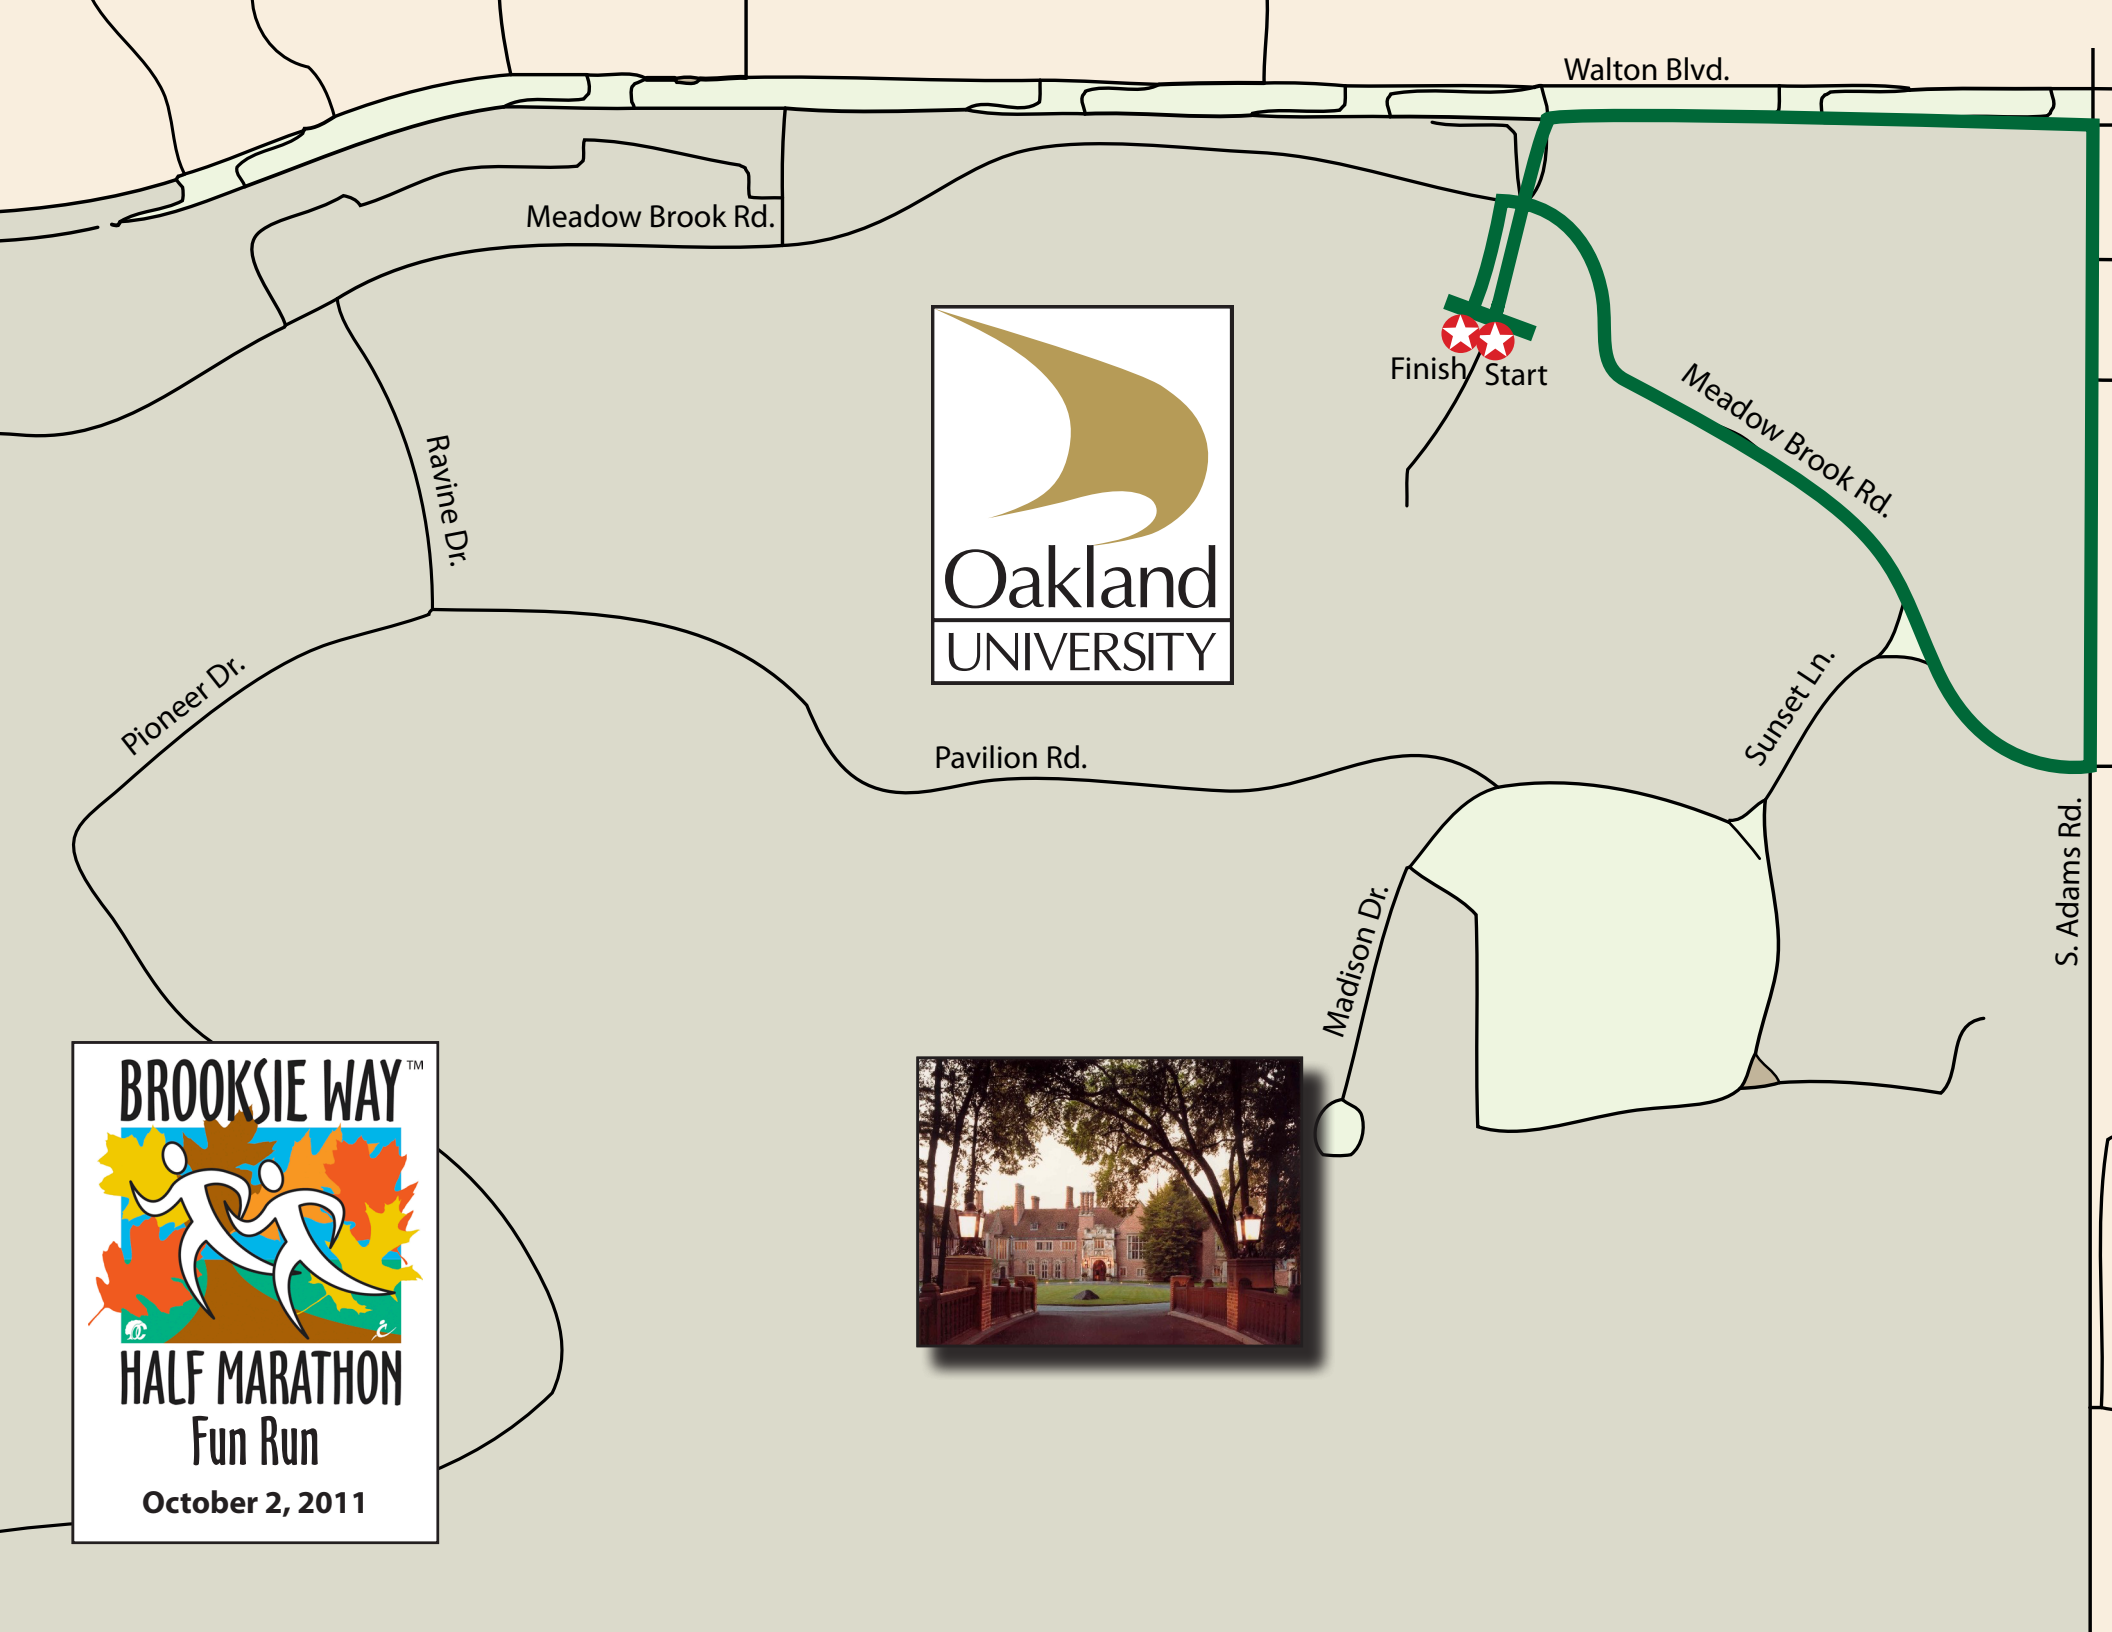 Walton Blvd.
Meadow Brook Rd.
Finish
Start
Meadow Brook Rd.
Ravine Dr.
Oakland
UNIVERSITY
Pioneer Dr.
Sunset Ln.
Pavilion Rd.
S. Adams Rd.
Madison Dr.
BROOKSIE WAY™
HALF MARATHON
Fun Run
October 2, 2011